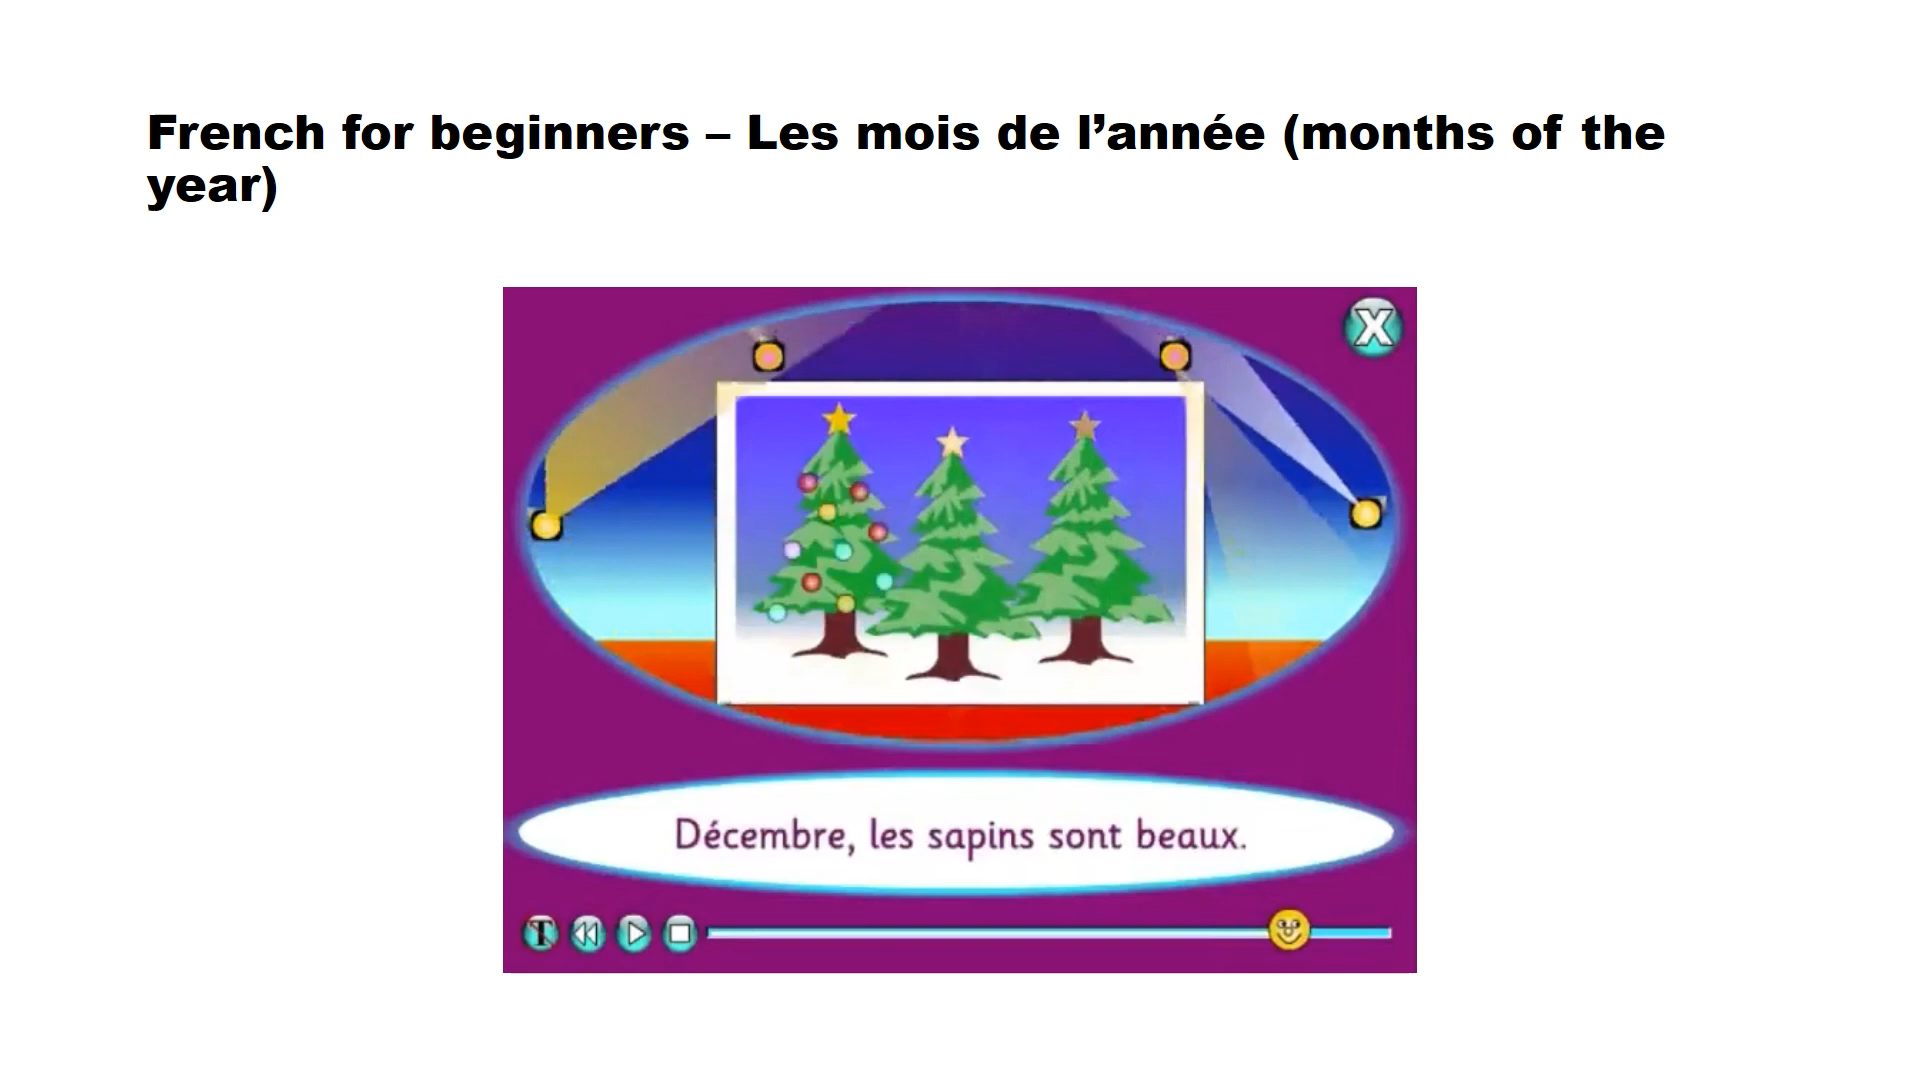 French for beginners – Les mois de l’année (months of the
year)
X
Décembre, les sapins sont beaux.
T